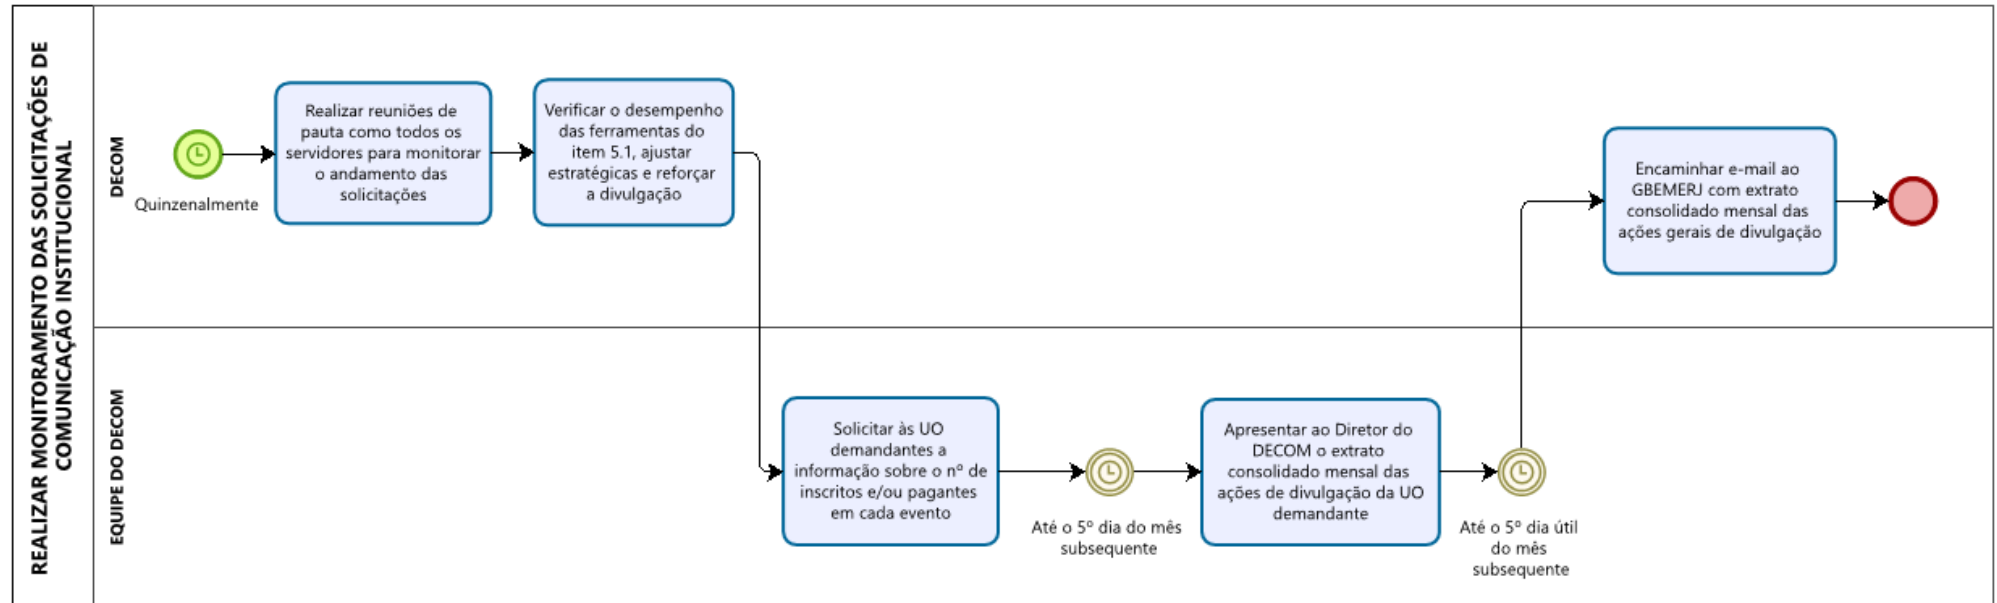 REALIZAR MONITORAMENTO DAS SOLICITAÇÕES DE
COMUNICAÇÃO INSTITUCIONAL
DECOM
Quinzenalmente
Realizar reuniões de
pauta como todos os
servidores para monitorar
o andamento das
solicitações
Verificar o desempenho
das ferramentas do
item 5.1, ajustar
estratégicas e reforçar
a divulgação
Encaminhar e-mail ao
GBEMERJ com extrato
consolidado mensal das
ações gerais de divulgação
EQUIPE DO DECOM
Solicitar às UO
demandantes a
informação sobre o nº de
inscritos e/ou pagantes
em cada evento
Até o 5º dia do mês
subsequente
Apresentar ao Diretor do
DECOM o extrato
consolidado mensal das
ações de divulgação da UO
demandante
Até o 5º dia útil
do mês
subsequente